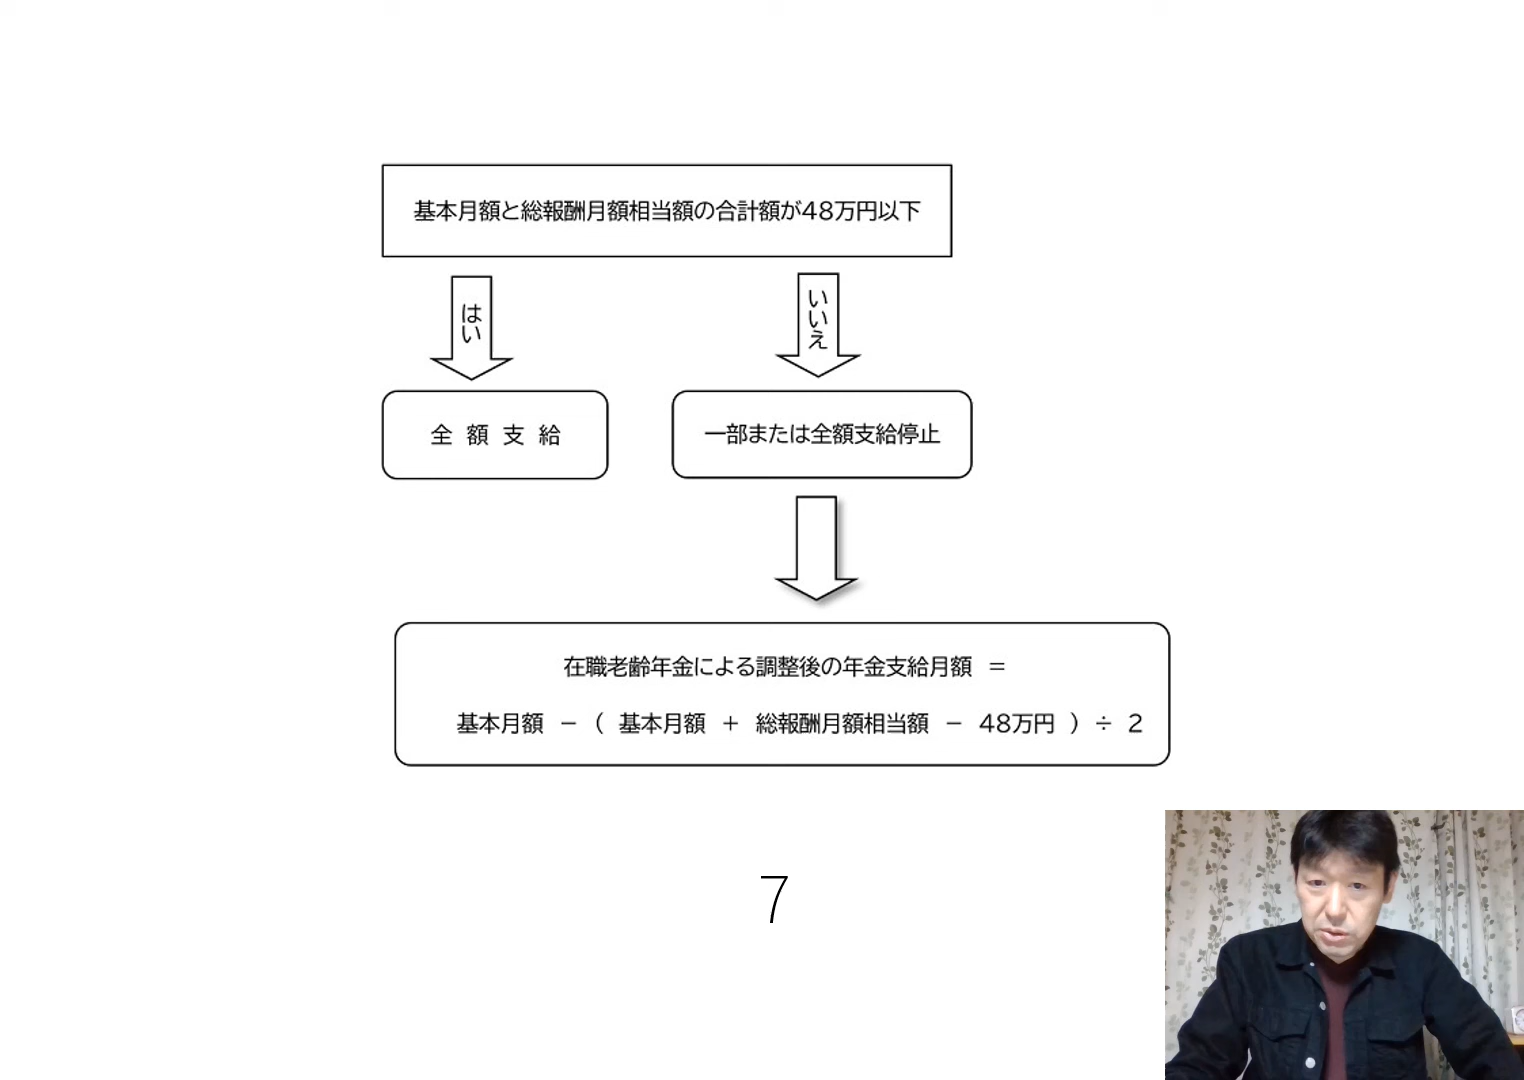 基本月額と総報酬月額相当額の合計額が48万円以下
はい
いいえ
全 額 支 給
一部または全額支給停止
在職老齢年金による調整後の年金支給月額 ＝
基本月額 －（ 基本月額 ＋ 総報酬月額相当額 － 48万円 ）÷ 2
7